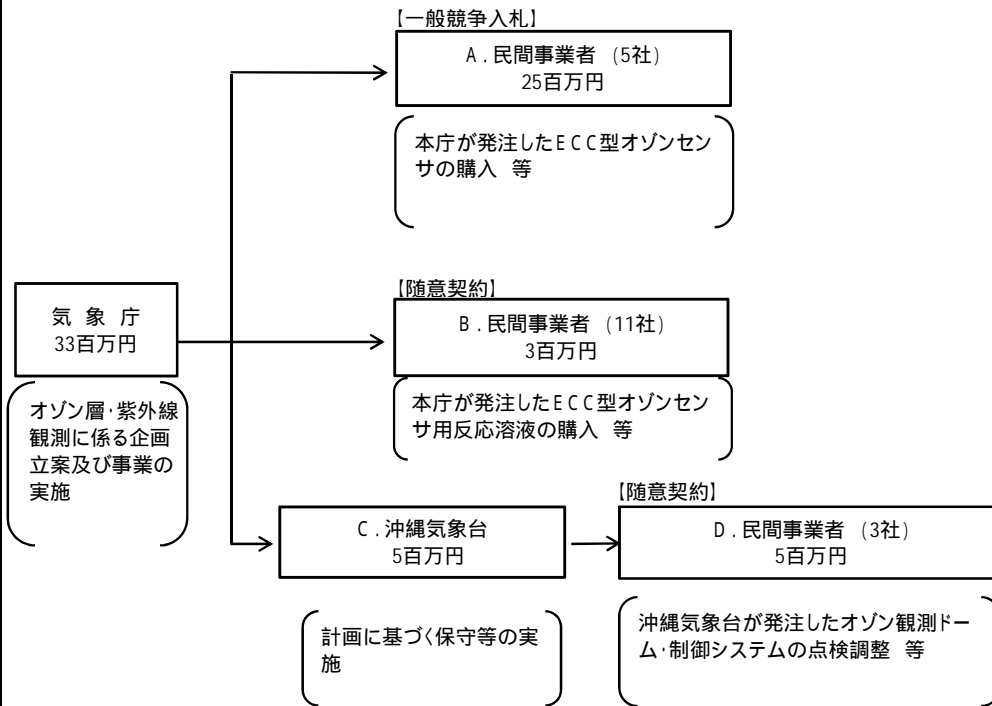 【一般競争入札】
A．民間事業者 (5社)
25百万円
本庁が発注したECC型オゾンセン
サの購入 等
気 象 庁
33百万円
オゾン層・紫外線
観測に係る企画
立案及び事業の
実施
【随意契約】
B．民間事業者 (11社)
3百万円
本庁が発注したECC型オゾンセン
サ用反応溶液の購入 等
C．沖縄気象台
5百万円
計画に基づく保守等の実
施
【随意契約】
D．民間事業者 (3社)
5百万円
沖縄気象台が発注したオゾン観測ドー
ム・制御システムの点検調整 等